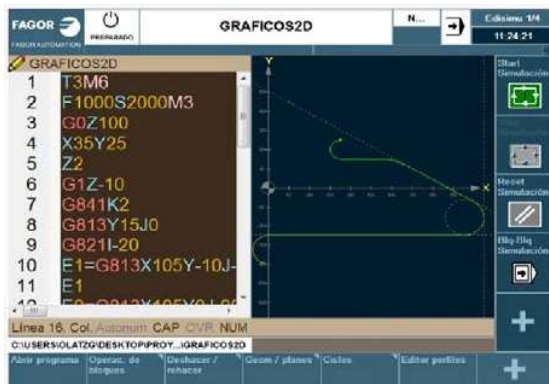 FAGOR
FAGOR AUTOMATION
PREPARADO
GRAFICOS2D
N...
Edisimu 1/4
11:24:21
GRAFICOS2D
1 T3M6
2 F1000S2000M3
3 G0Z100
4 X35Y25
5 Z2
6 G1Z-10
7 G841K2
8 G813Y15J0
9 G821I-20
10 E1=G813X105Y-10J-
11 E1
Y
X
Start
Simulación
Simulación
Reset
Simulación
Blq-Blq
Simulación
Línea 16, Col. Autonum CAP OVR NUM
C:\USERS\OLATZG\DESKTOP\PROY...\GRAFICOS2D
Abrir programa
Operac. de
bloques
Deshacer /
rehacer
Geom / planos
Ciclos
Editor perfiles